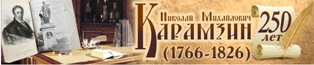 Николай Михайлович
Карамзин
250 лет
(1766-1826)